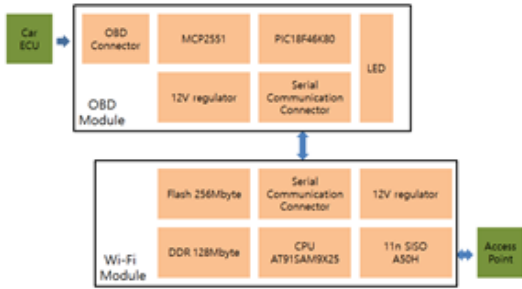 Car
ECU
OBD
Connector
MCP2551
PIC18F46K80
LED
12V regulator
Serial
Communication
Connector
OBD
Module
Flash 256Mbyte
Serial
Communication
Connector
12V regulator
DDR 128Mbyte
CPU
AT91SAM9X25
11n SISO
A50H
Wi-Fi
Module
Access
Point